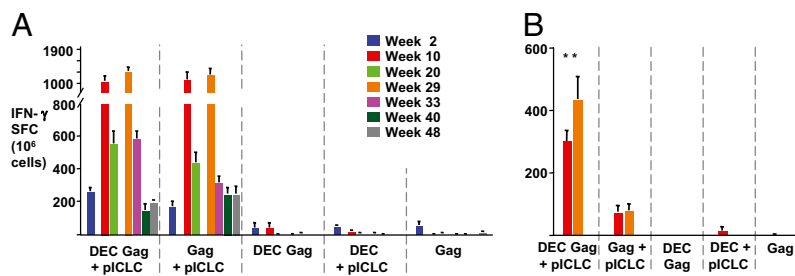 A
1900
1000
800
600
400
200
IFN-γ
SFC
(10⁶
cells)
Week 2
Week 10
Week 20
Week 29
Week 33
Week 40
Week 48
DEC Gag
+ pICLC
Gag
+ pICLC
DEC Gag
DEC
+ pICLC
Gag
B
600
400
200
* *
DEC Gag
+ pICLC
Gag +
pICLC
DEC
Gag
DEC +
pICLC
Gag